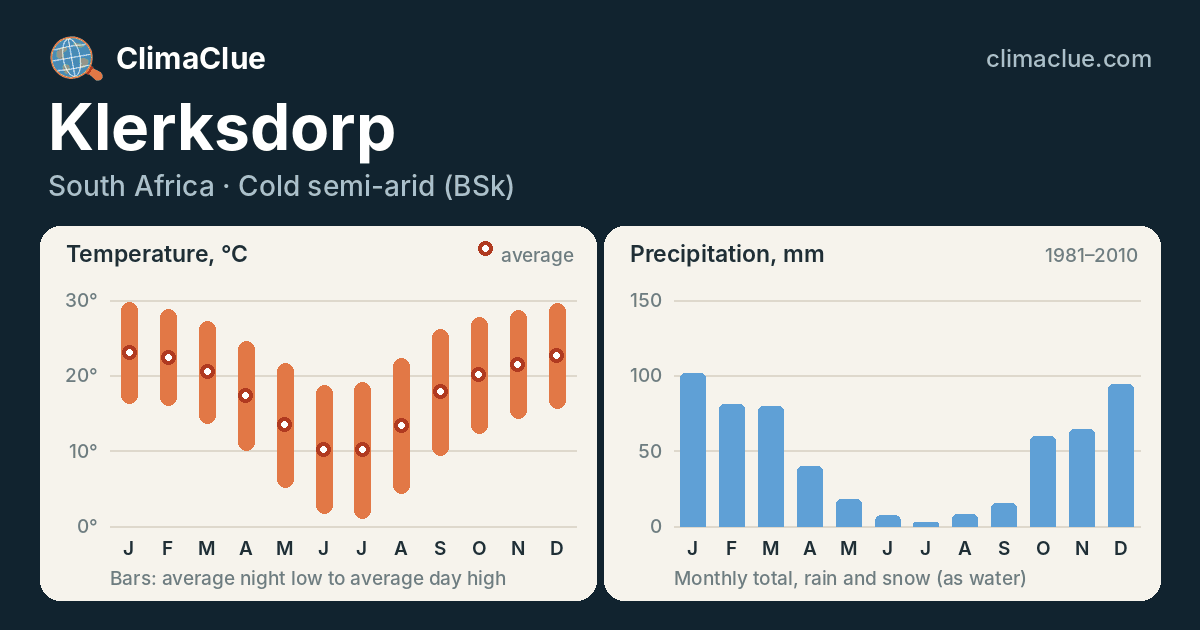 ClimaClue
climaclue.com
Klerksdorp
South Africa · Cold semi-arid (BSk)
Temperature, °C
average
30°
20°
10°
0°
J F M A M J J A S O N D
Bars: average night low to average day high
Precipitation, mm
1981–2010
150
100
50
0
J F M A M J J A S O N D
Monthly total, rain and snow (as water)